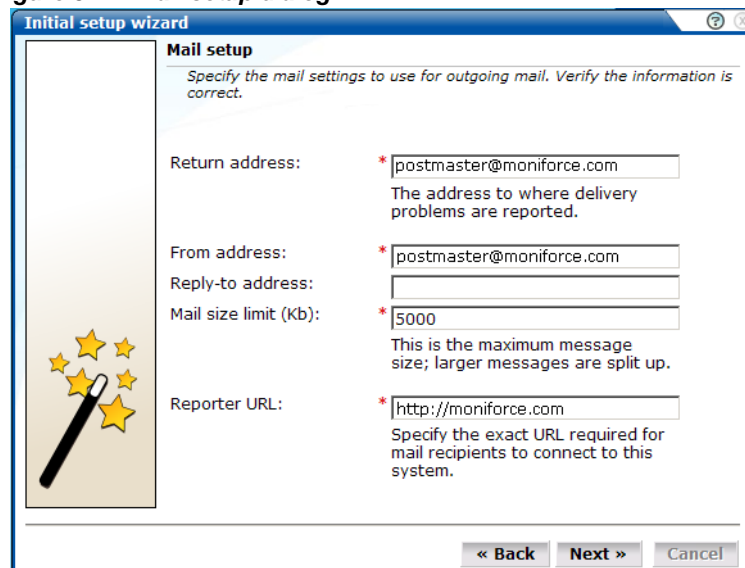 Initial setup wizard
Mail setup
Specify the mail settings to use for outgoing mail. Verify the information is
correct.
Return address:
* postmaster@moniforce.com
The address to where delivery
problems are reported.
From address:
* postmaster@moniforce.com
Reply-to address:
Mail size limit (Kb):
* 5000
This is the maximum message
size; larger messages are split up.
Reporter URL:
* http://moniforce.com
Specify the exact URL required for
mail recipients to connect to this
system.
« Back Next » Cancel